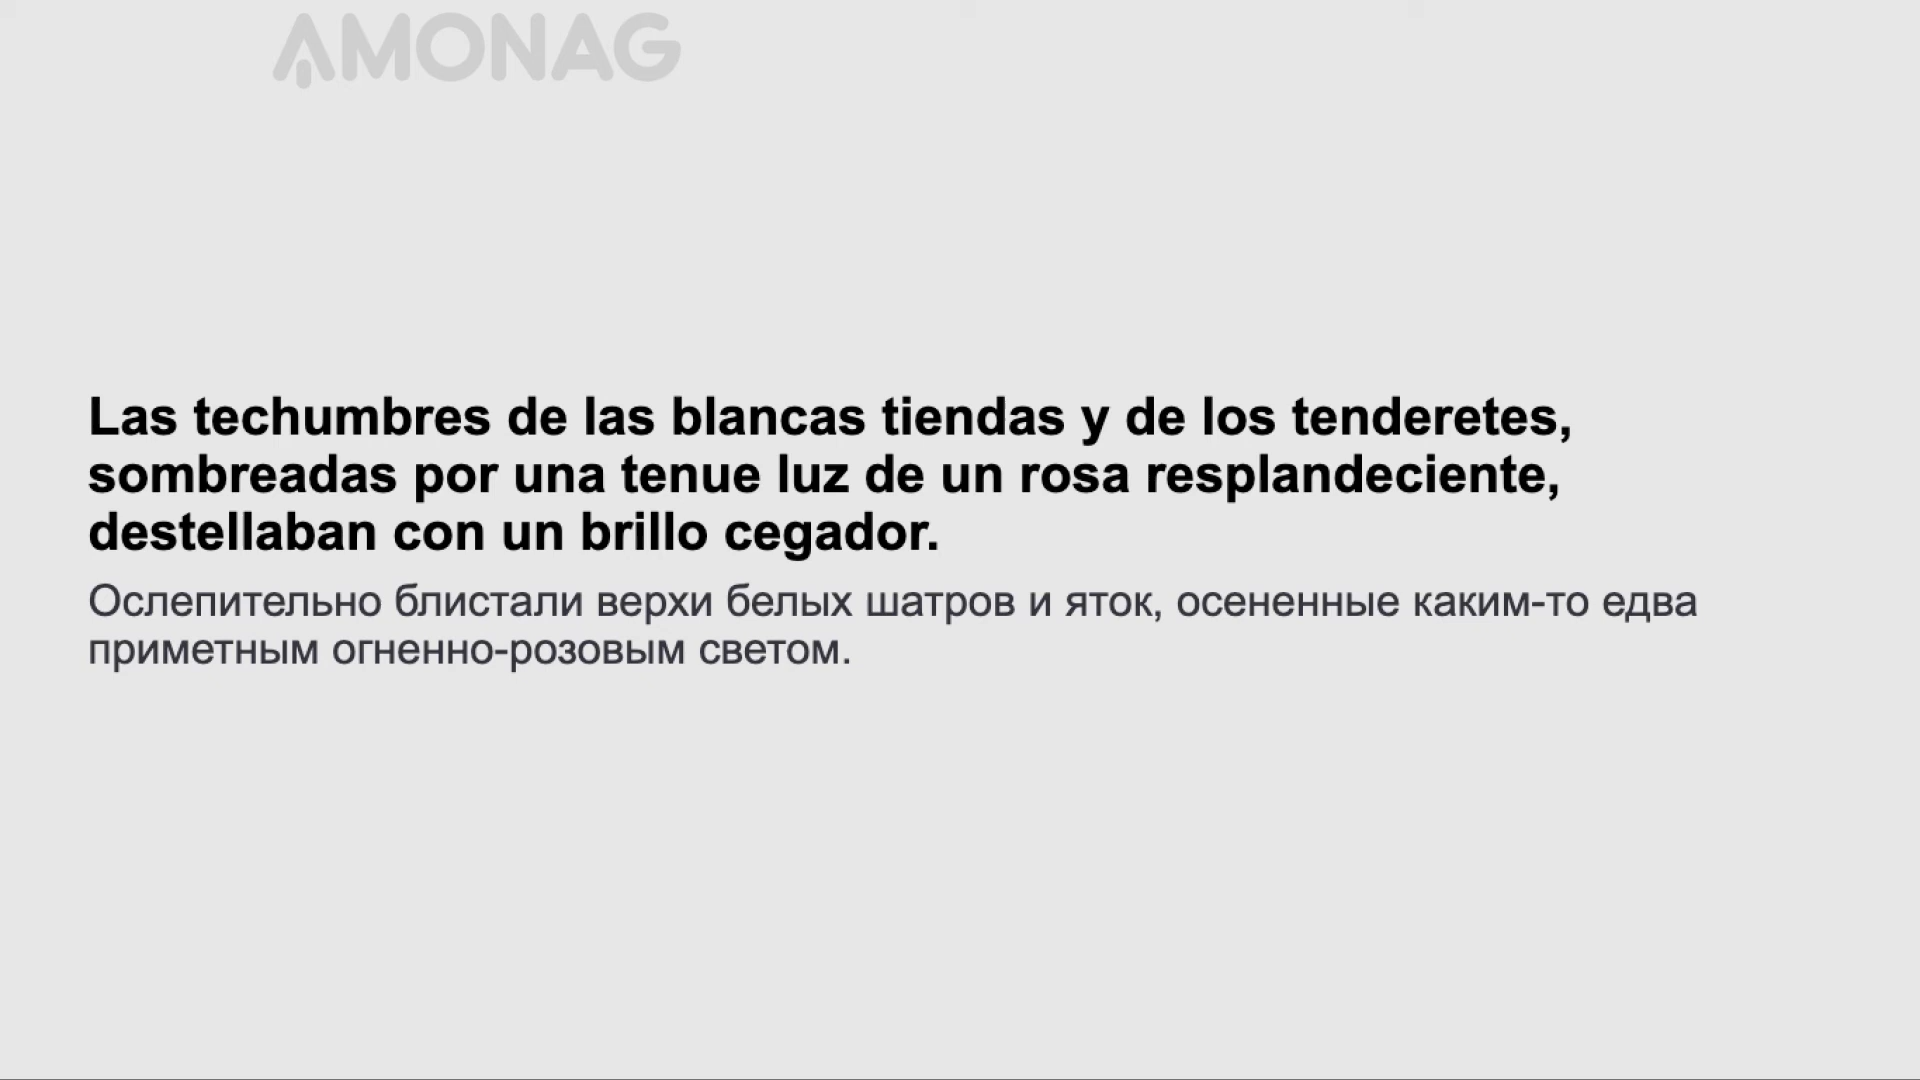 AMONAG
Las techumbres de las blancas tiendas y de los tenderetes,
sombreadas por una tenue luz de un rosa resplandeciente,
destellaban con un brillo cegador.
Ослепительно блистали верхи белых шатров и яток, осененные каким-то едва
приметным огненно-розовым светом.